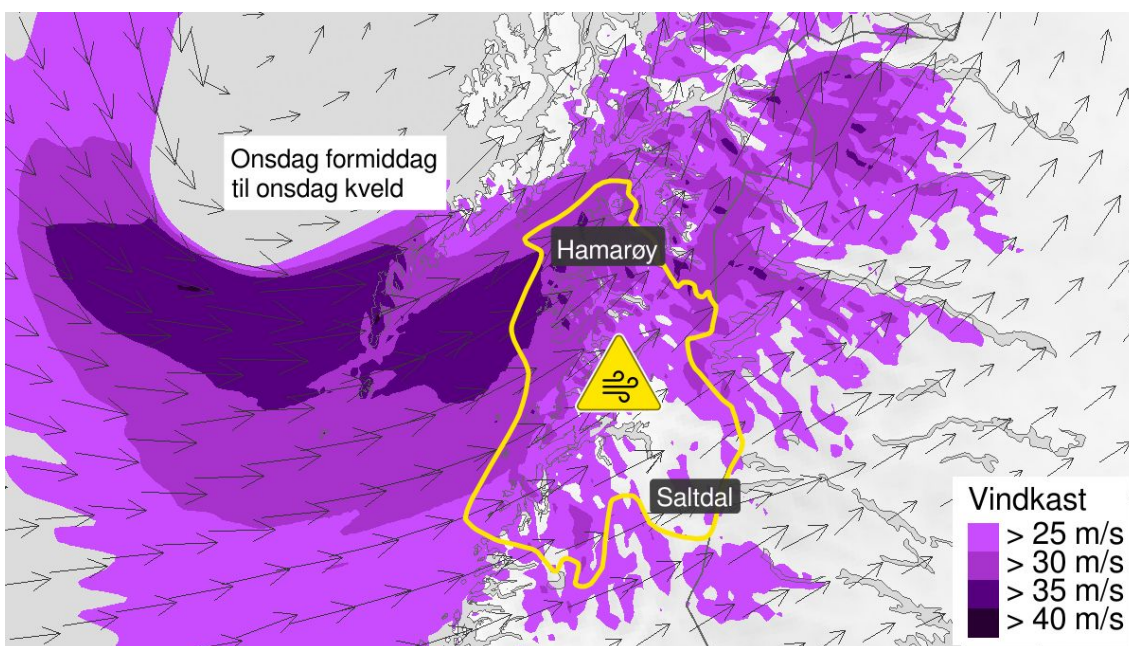 Onsdag formiddag
til onsdag kveld
Hamarøy
Saltdal
Vindkast
> 25 m/s
> 30 m/s
> 35 m/s
> 40 m/s